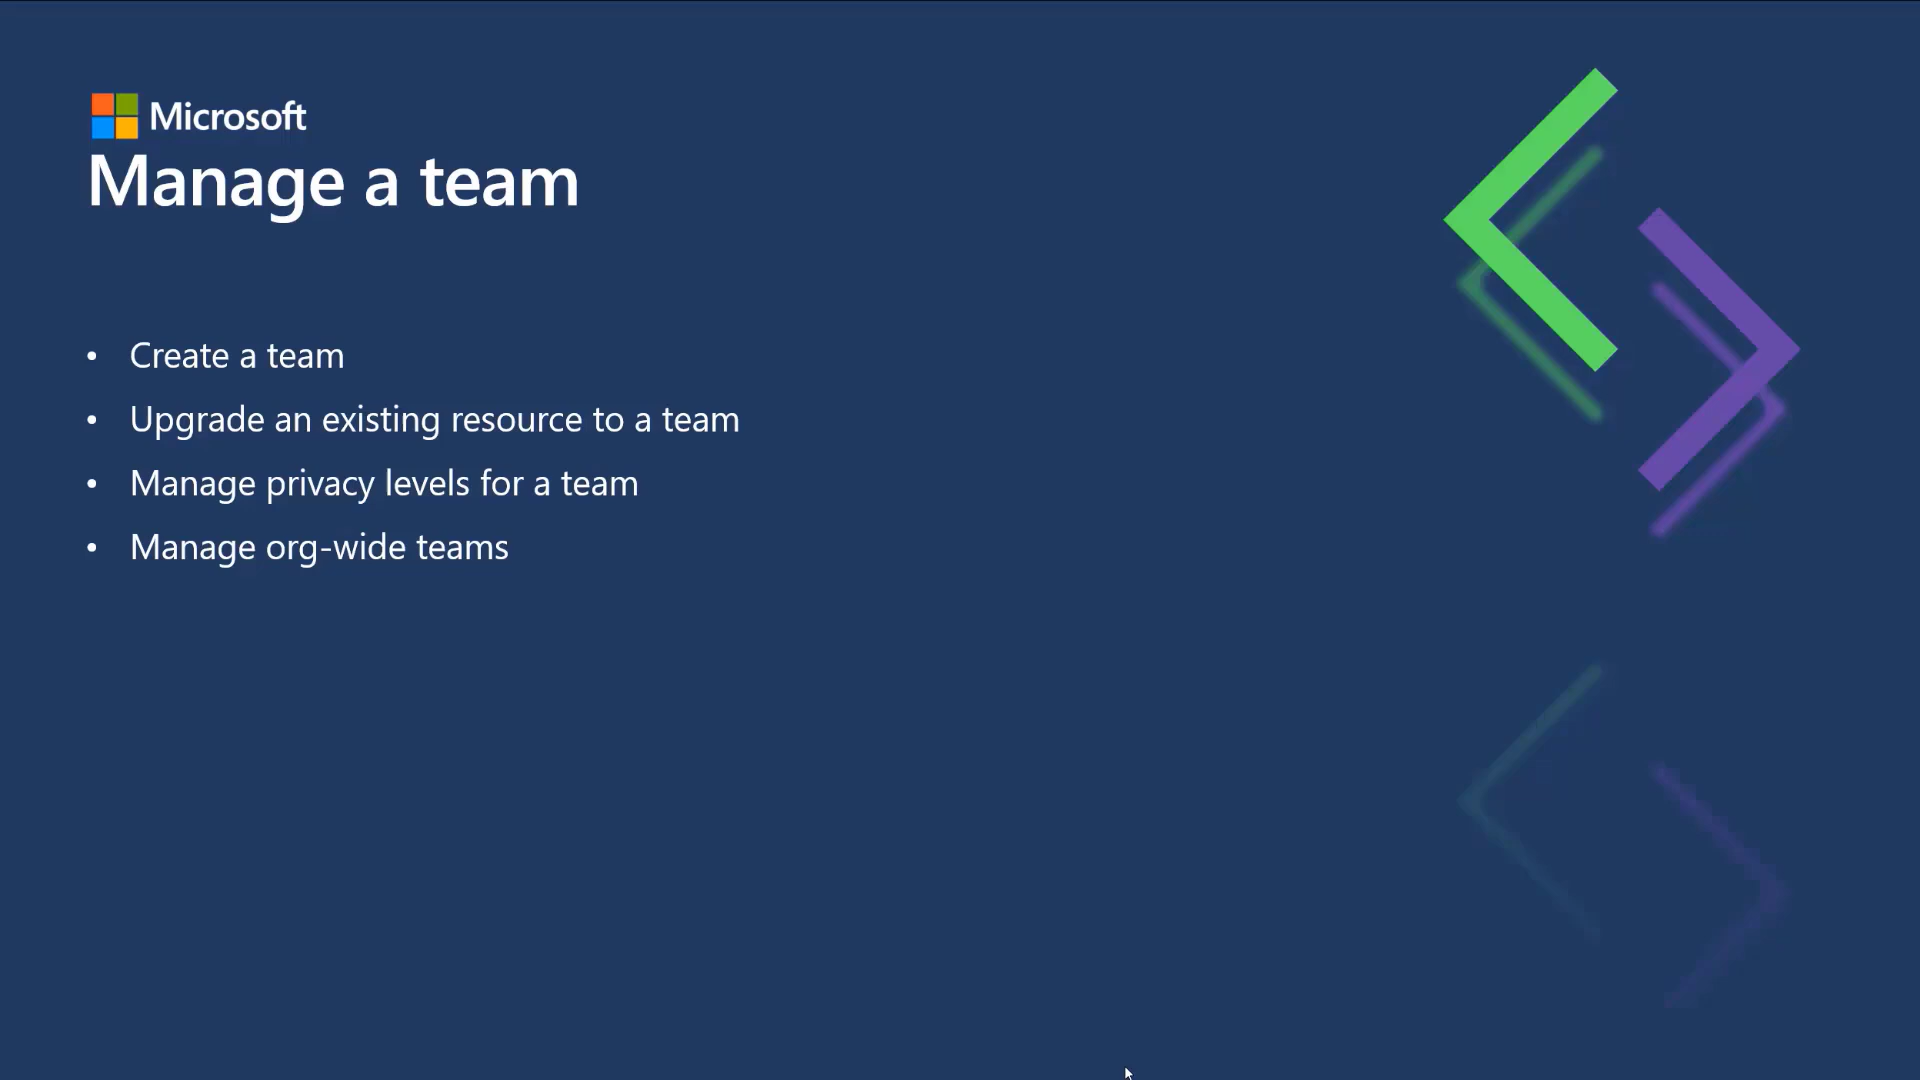 Microsoft
Manage a team
• Create a team
• Upgrade an existing resource to a team
• Manage privacy levels for a team
• Manage org-wide teams